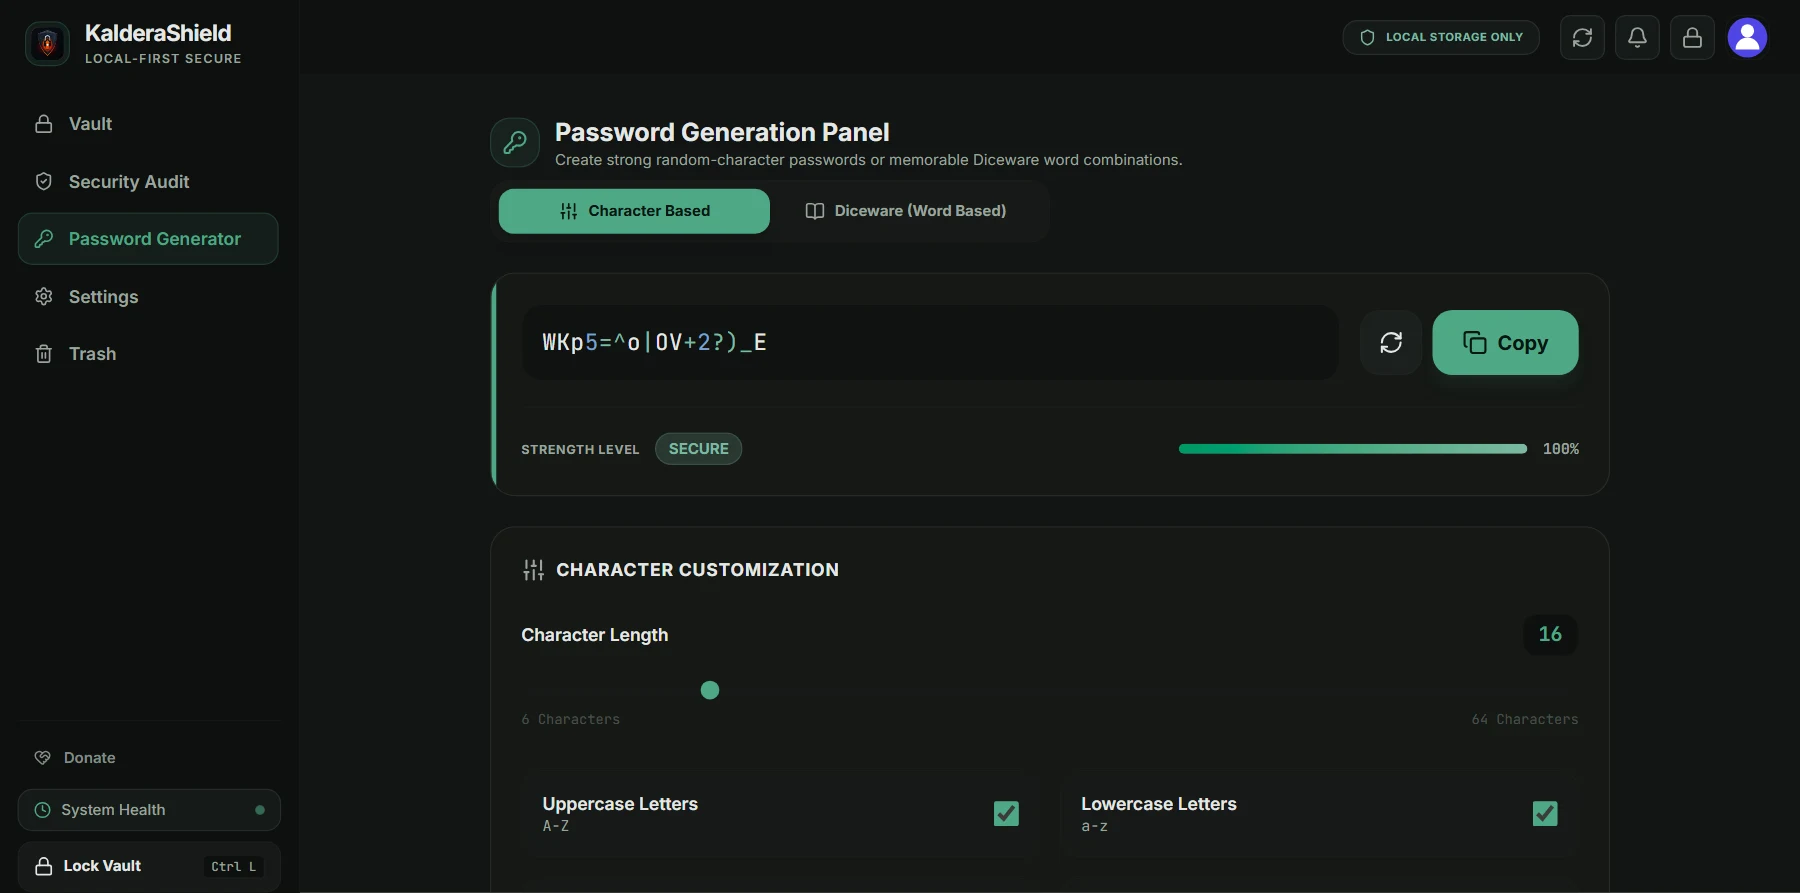 KalderaShield
LOCAL-FIRST SECURE
LOCAL STORAGE ONLY
Vault
Security Audit
Password Generator
Settings
Trash
Donate
System Health
Lock Vault
Ctrl L
Password Generation Panel
Create strong random-character passwords or memorable Diceware word combinations.
Character Based
Diceware (Word Based)
WKp5=^o|OV+2?)_E
Copy
STRENGTH LEVEL
SECURE
100%
CHARACTER CUSTOMIZATION
Character Length
16
6 Characters
64 Characters
Uppercase Letters
A-Z
Lowercase Letters
a-z